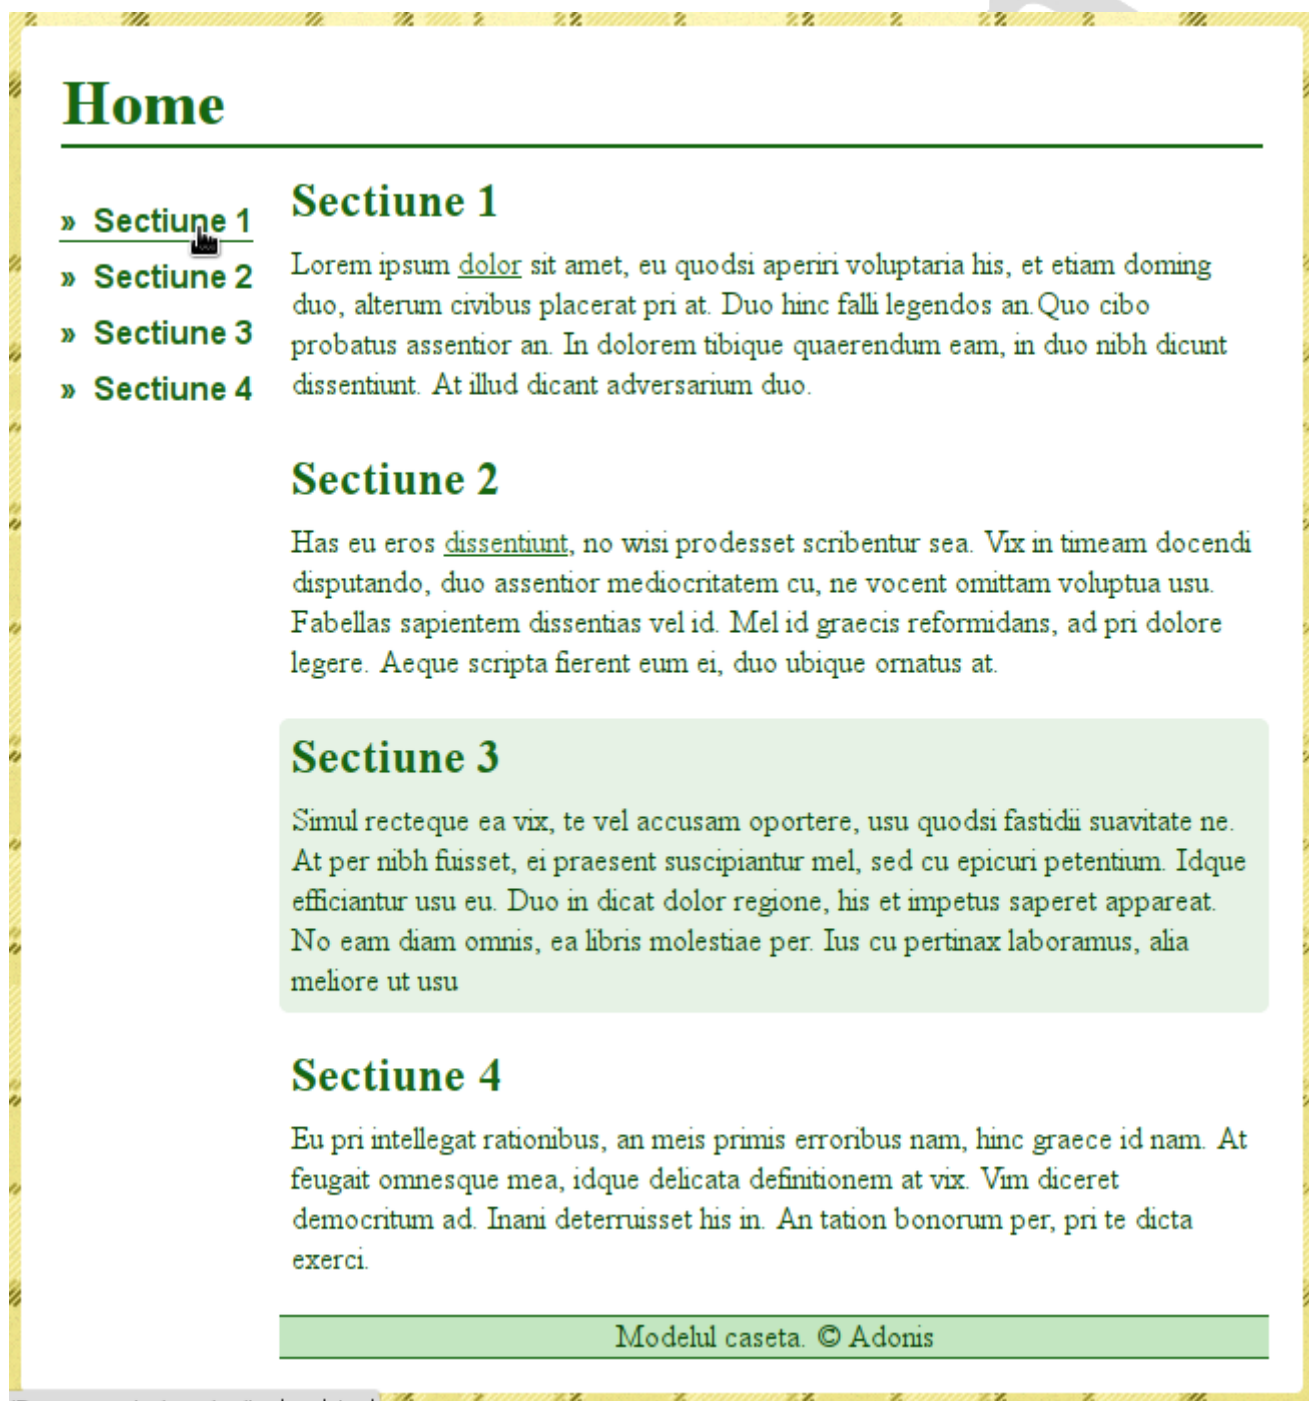 Home
» Sectiune 1
» Sectiune 2
» Sectiune 3
» Sectiune 4
Sectiune 1
Lorem ipsum dolor sit amet, eu quodsi aperiri voluptaria his, et etiam doming
duo, alterum civibus placerat pri at. Duo hinc falli legendos an.Quo cibo
probatus assentior an. In dolorem tibique quaerendum eam, in duo nibh dicunt
dissentiunt. At illud dicant adversarium duo.
Sectiune 2
Has eu eros dissentiunt, no wisi prodesset scribentur sea. Vix in timeam docendi
disputando, duo assentior mediocritatem cu, ne vocent omittam voluptua usu.
Fabellas sapientem dissentias vel id. Mel id graecis reformidans, ad pri dolore
legere. Aeque scripta fierent eum ei, duo ubique ornatus at.
Sectiune 3
Simul recteque ea vix, te vel accusam oportere, usu quodsi fastidii suavitate ne.
At per nibh fuisset, ei praesent suscipiantur mel, sed cu epicuri petentium. Idque
efficiantur usu eu. Duo in dicat dolor regione, his et impetus saperet appareat.
No eam diam omnis, ea libris molestiae per. Ius cu pertinax laboramus, alia
meliore ut usu
Sectiune 4
Eu pri intellegat rationibus, an meis primis erroribus nam, hinc graece id nam. At
feugait omnesque mea, idque delicata definitionem at vix. Vim diceret
democritum ad. Inani deterruisset his in. An tation bonorum per, pri te dicta
exerci.
Modelul caseta. © Adonis